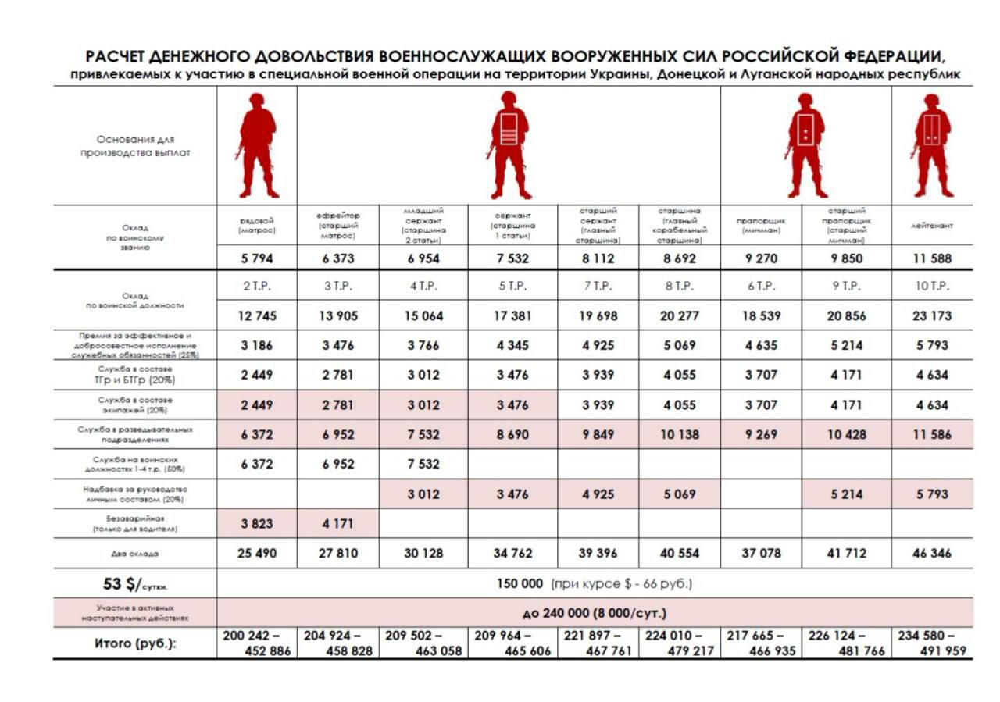 РАСЧЕТ ДЕНЕЖНОГО ДОВОЛЬСТВИЯ ВОЕННОСЛУЖАЩИХ ВООРУЖЕННЫХ СИЛ РОССИЙСКОЙ ФЕДЕРАЦИИ,
привлекаемых к участию в специальной военной операции на территории Украины, Донецкой и Луганской народных республик
Основания для
производства выплат
Оклад
по воинскому
званию
рядовой
(матрос)
ефрейтор
(старший
матрос)
младший
сержант
(старшина
2 статьи)
сержант
(старшина
1 статьи)
старший
сержант
(главный
старшина)
старшина
(главный
корабельный
старшина)
прапорщик
(мичман)
старший
прапорщик
(старший
мичман)
лейтенант
5 794 6 373 6 954 7 532 8 112 8 692 9 270 9 850 11 588
Оклад
по воинской должности
2 Т.Р. 3 Т.Р. 4 Т.Р. 5 Т.Р. 7 Т.Р. 8 Т.Р. 6 Т.Р. 9 Т.Р. 10 Т.Р.
12 745 13 905 15 064 17 381 19 698 20 277 18 539 20 856 23 173
Премия за эффективное и
добросовестное исполнение
служебных обязанностей (25%)
3 186 3 476 3 766 4 345 4 925 5 069 4 635 5 214 5 793
Служба в составе
ТГр и БТГр (20%)
2 449 2 781 3 012 3 476 3 939 4 055 3 707 4 171 4 634
Служба в составе
экипажей (20%)
2 449 2 781 3 012 3 476 3 939 4 055 3 707 4 171 4 634
Служба в разведывательных
подразделениях
6 372 6 952 7 532 8 690 9 849 10 138 9 269 10 428 11 586
Служба на воинских
должностях 1-4 т.р. (50%)
6 372 6 952 7 532
Надбавка за руководство
личным составом (20%)
3 012 3 476 4 925 5 069 5 214 5 793
Безаварийная
(только для водителя)
3 823 4 171
Два оклада
25 490 27 810 30 128 34 762 39 396 40 554 37 078 41 712 46 346
53 $/сутки.
150 000 (при курсе $ - 66 руб.)
Участие в активных
наступательных действиях
до 240 000 (8 000/сут.)
Итого (руб.):
200 242 –
452 886
204 924 –
458 828
209 502 –
463 058
209 964 –
465 606
221 897 –
467 761
224 010 –
479 217
217 665 –
466 935
226 124 –
481 766
234 580 –
491 959